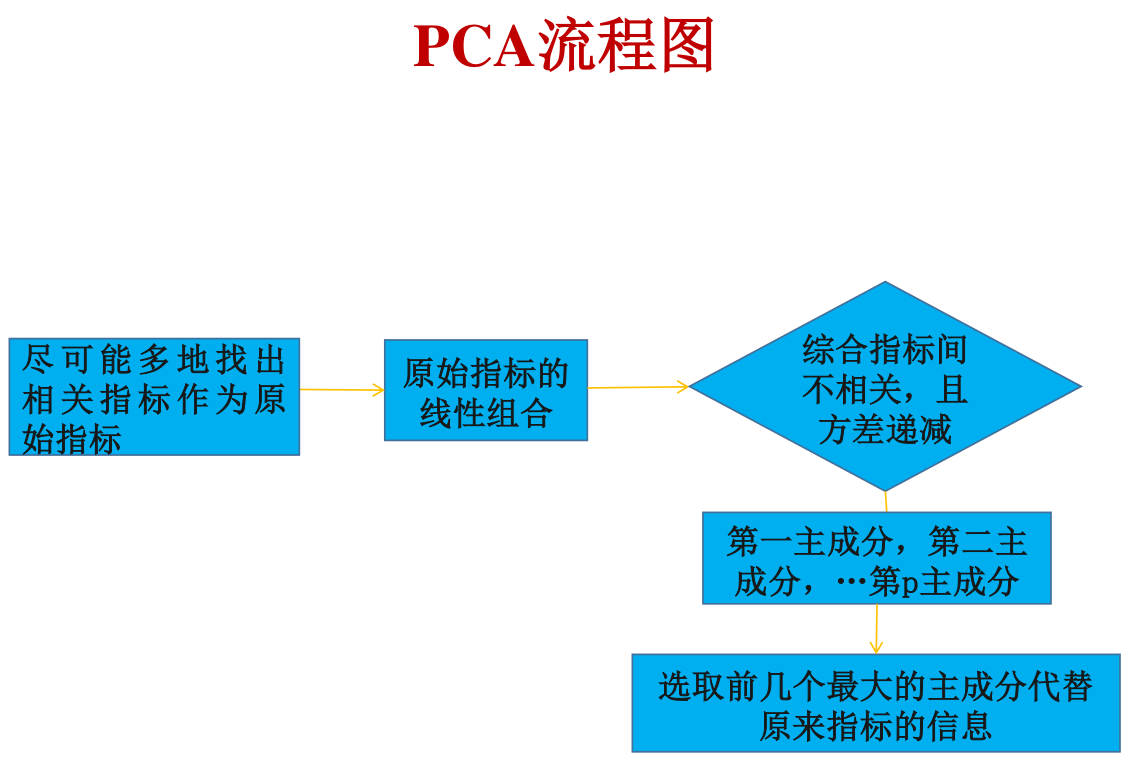 PCA流程图
尽可能多地找出
相关指标作为原
始指标
原始指标的
线性组合
综合指标间
不相关，且
方差递减
第一主成分，第二主
成分，…第p主成分
选取前几个最大的主成分代替
原来指标的信息